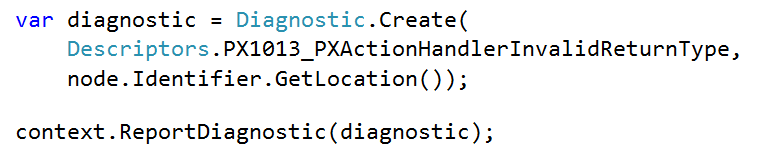 var diagnostic = Diagnostic.Create(
    Descriptors.PX1013_PXActionHandlerInvalidReturnType,
    node.Identifier.GetLocation());
context.ReportDiagnostic(diagnostic);